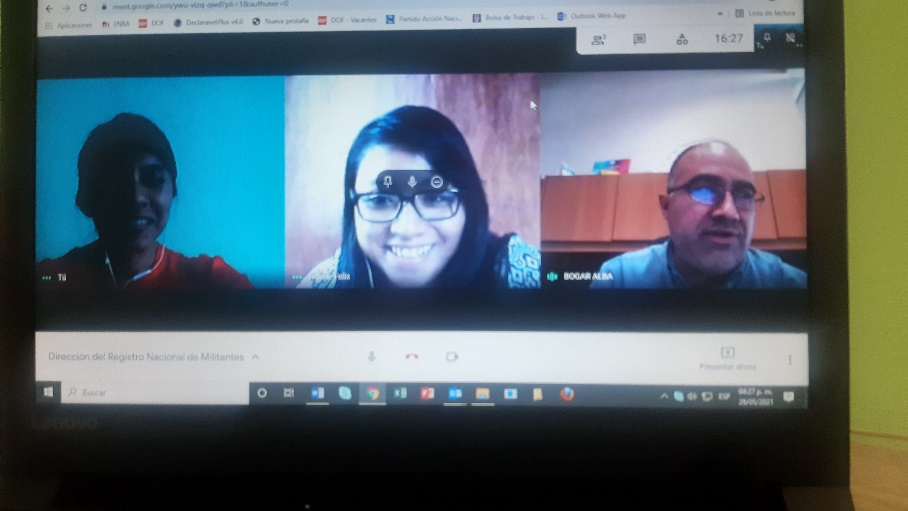 meet.google.com/ywu-vizq-qwd?pli=1&authuser=0
Aplicaciones ENBA DOF DeclaranetPlus v4.0 Nueva pestaña DOF - Vacantes Partido Acción Naci... Bolsa de Trabajo - I... Outlook Web App Lista de lectura
3 16:27
Tú
Felix
BOGAR ALBA
Dirección del Registro Nacional de Militantes
Presentar ahora
Buscar
ESP
04:27 p. m.
28/05/2021
Lenovo